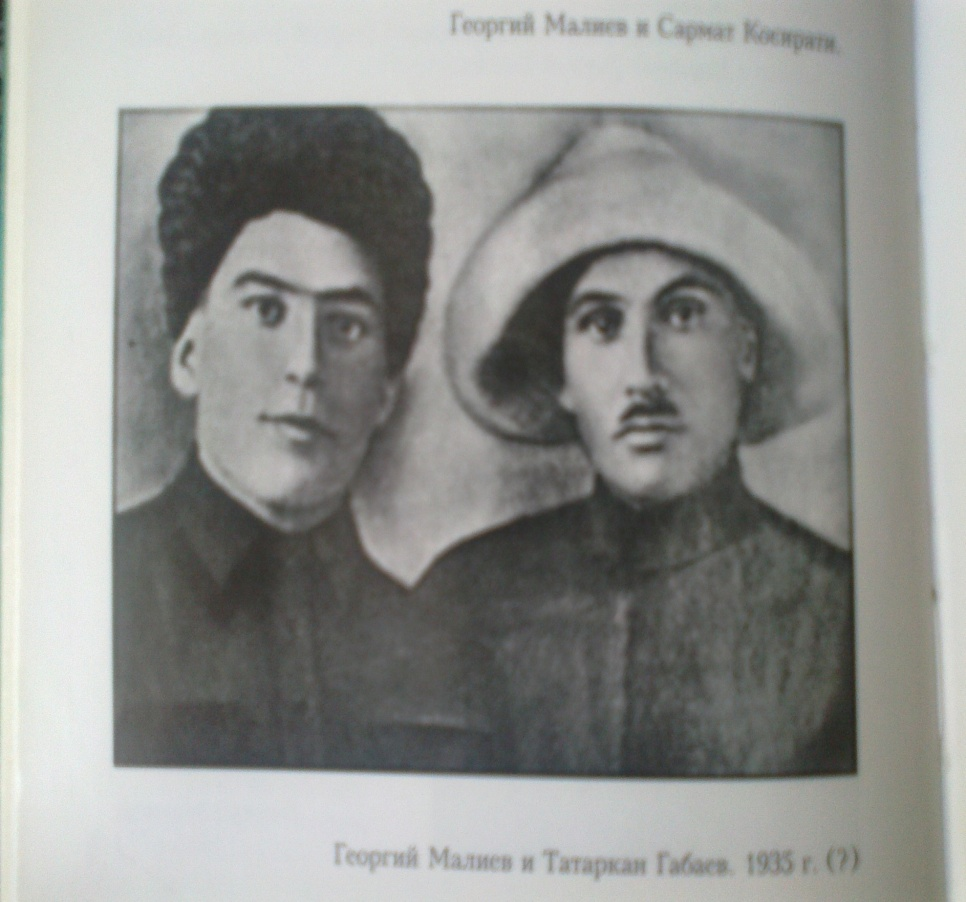 Георгий Малиев и Сармат Косирати.
Георгий Малиев и Татаркан Габаев. 1935 г. (?)